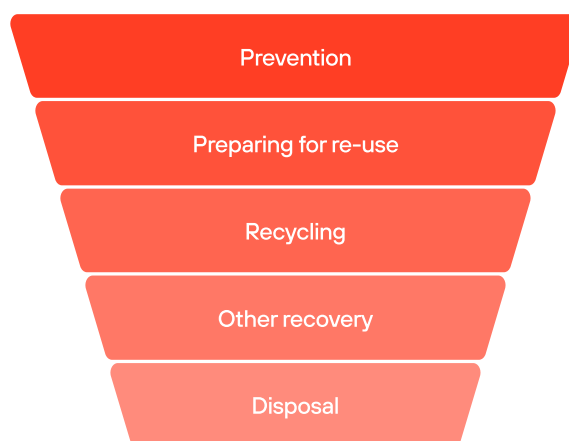 Prevention
Preparing for re-use
Recycling
Other recovery
Disposal